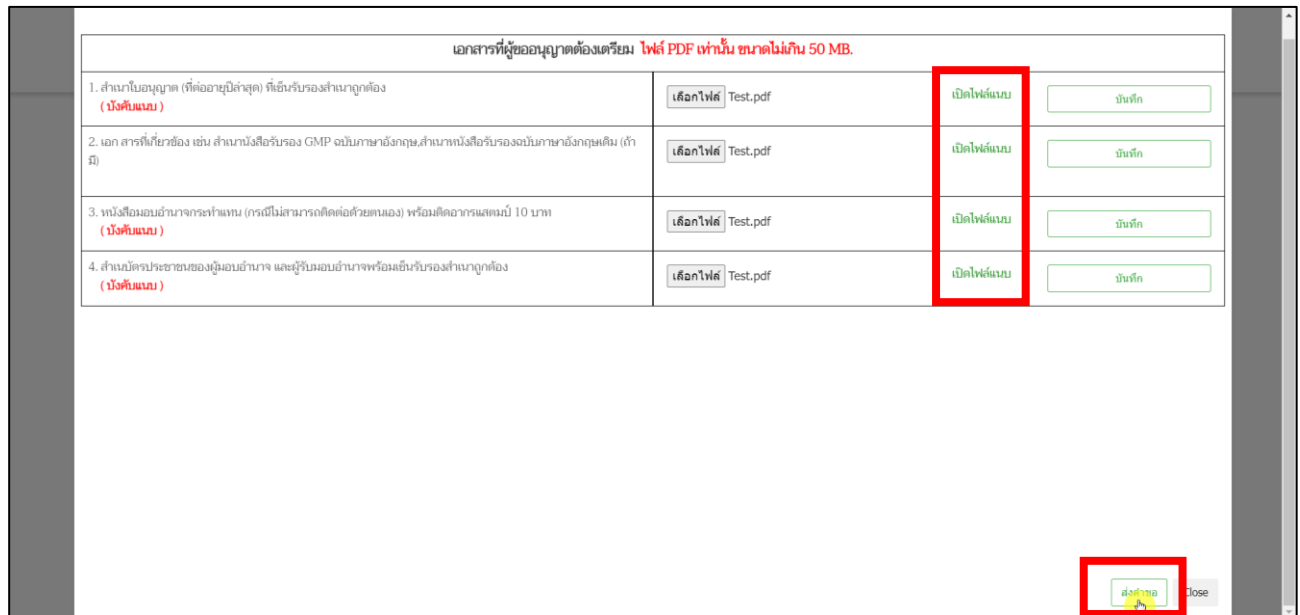 เอกสารที่ผู้ขออนุญาตต้องเตรียม ไฟล์ PDF เท่านั้น ขนาดไม่เกิน 50 MB.
1. สำเนาใบอนุญาต (ที่ต่ออายุปีล่าสุด) ที่เซ็นรับรองสำเนาถูกต้อง
( บังคับแนบ )
เลือกไฟล์ Test.pdf
เปิดไฟล์แนบ
บันทึก
2. เอก สารที่เกี่ยวข้อง เช่น สำเนานังสือรับรอง GMP ฉบับภาษาอังกฤษ,สำเนาหนังสือรับรองฉบับภาษาอังกฤษเดิม (ถ้า
มี)
เลือกไฟล์ Test.pdf
เปิดไฟล์แนบ
บันทึก
3. หนังสือมอบอำนาจกระทำแทน (กรณีไม่สามารถติดต่อด้วยตนเอง) พร้อมติดอากรแสตมป์ 10 บาท
( บังคับแนบ )
เลือกไฟล์ Test.pdf
เปิดไฟล์แนบ
บันทึก
4. สำเนบัตรประชาชนของผู้มอบอำนาจ และผู้รับมอบอำนาจพร้อมเซ็นรับรองสำเนาถูกต้อง
( บังคับแนบ )
เลือกไฟล์ Test.pdf
เปิดไฟล์แนบ
บันทึก
ส่งคำขอ Close